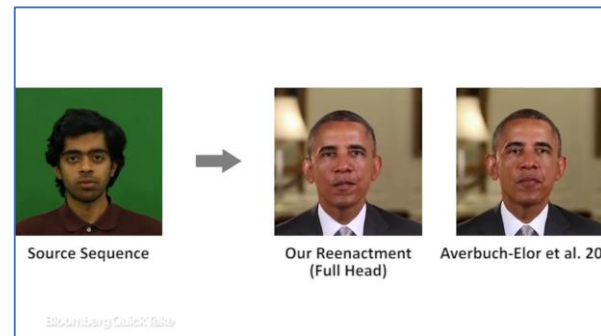 Source Sequence
Our Reenactment
(Full Head)
Averbuch-Elor et al. 20
Bloomberg QuickTake